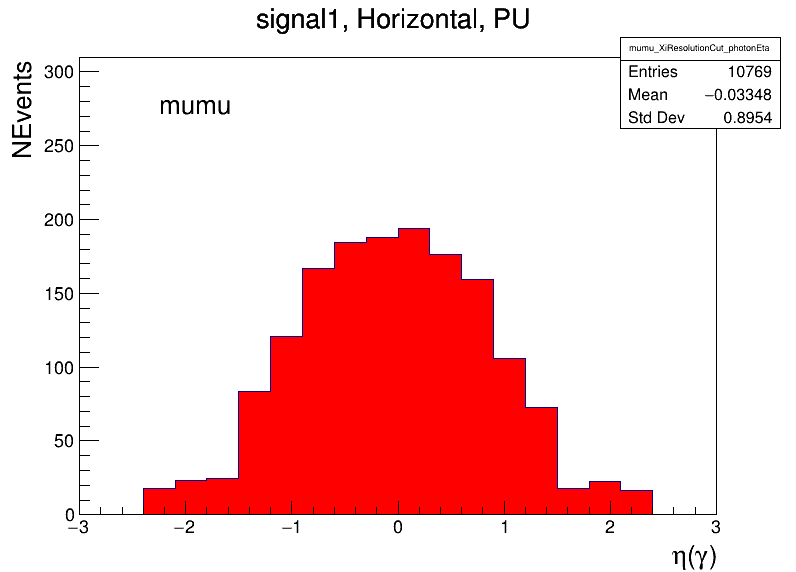 signal1, Horizontal, PU
mumu_XiResolutionCut_photonEta
Entries 10769
Mean −0.03348
Std Dev 0.8954
NEvents
mumu
300
250
200
150
100
50
0
−3 −2 −1 0 1 2 3
η(γ)